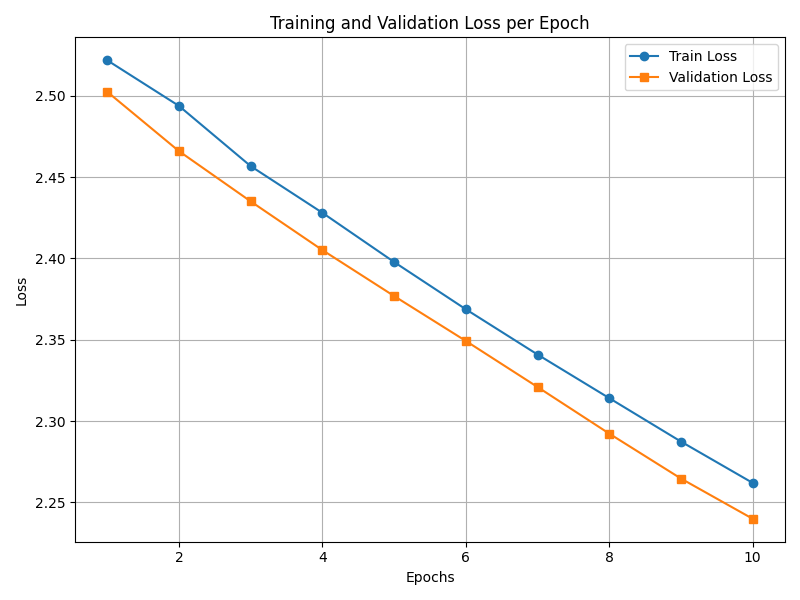 Training and Validation Loss per Epoch
Train Loss
Validation Loss
2.50
2.45
2.40
2.35
2.30
2.25
Loss
2 4 6 8 10
Epochs